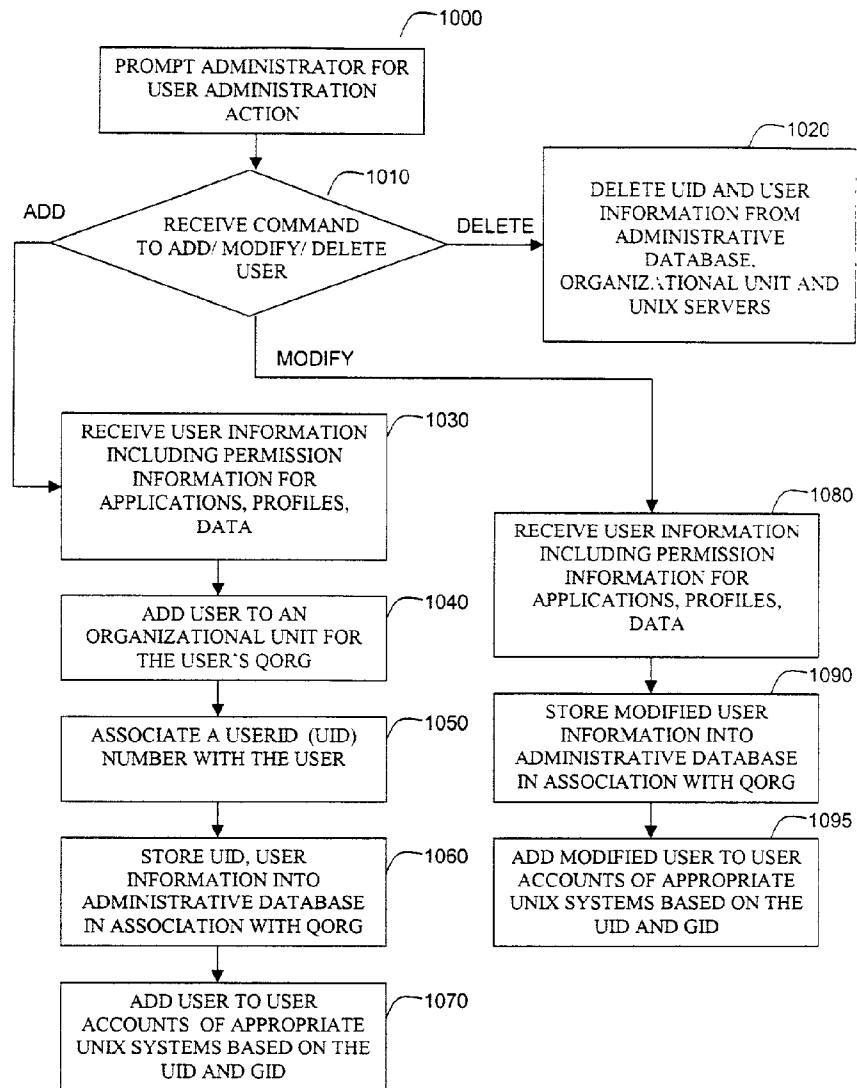 1000
PROMPT ADMINISTRATOR FOR
USER ADMINISTRATION
ACTION
1010
RECEIVE COMMAND
TO ADD/ MODIFY/ DELETE
USER
ADD
DELETE
MODIFY
1020
DELETE UID AND USER
INFORMATION FROM
ADMINISTRATIVE
DATABASE,
ORGANIZATIONAL UNIT AND
UNIX SERVERS
1030
RECEIVE USER INFORMATION
INCLUDING PERMISSION
INFORMATION FOR
APPLICATIONS, PROFILES,
DATA
1040
ADD USER TO AN
ORGANIZATIONAL UNIT FOR
THE USER'S QORG
1050
ASSOCIATE A USERID (UID)
NUMBER WITH THE USER
1060
STORE UID, USER
INFORMATION INTO
ADMINISTRATIVE DATABASE
IN ASSOCIATION WITH QORG
1070
ADD USER TO USER
ACCOUNTS OF APPROPRIATE
UNIX SYSTEMS BASED ON THE
UID AND GID
1080
RECEIVE USER INFORMATION
INCLUDING PERMISSION
INFORMATION FOR
APPLICATIONS, PROFILES,
DATA
1090
STORE MODIFIED USER
INFORMATION INTO
ADMINISTRATIVE DATABASE
IN ASSOCIATION WITH QORG
1095
ADD MODIFIED USER TO USER
ACCOUNTS OF APPROPRIATE
UNIX SYSTEMS BASED ON THE
UID AND GID